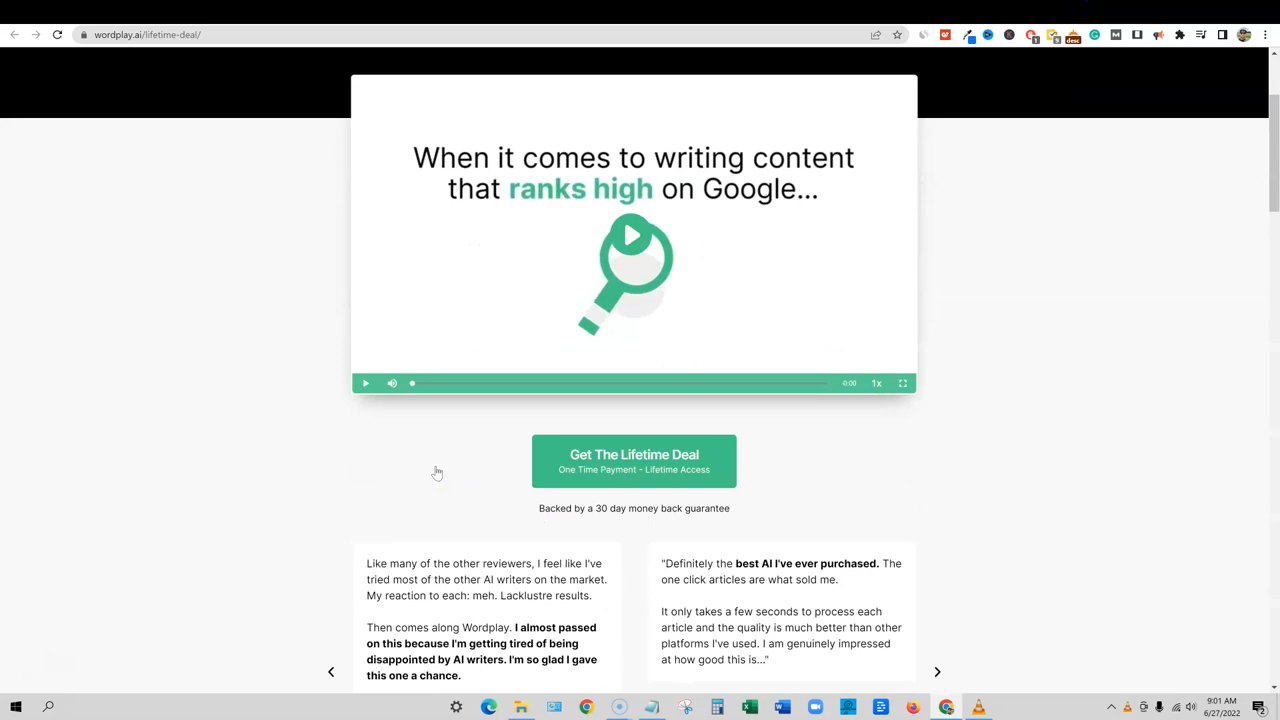 wordplay.ai/lifetime-deal/
When it comes to writing content
that ranks high on Google...
0:00
1x
Get The Lifetime Deal
One Time Payment - Lifetime Access
Backed by a 30 day money back guarantee
Like many of the other reviewers, I feel like I've
tried most of the other AI writers on the market.
My reaction to each: meh. Lacklustre results.
Then comes along Wordplay. I almost passed
on this because I'm getting tired of being
disappointed by AI writers. I'm so glad I gave
this one a chance.
"Definitely the best AI I've ever purchased. The
one click articles are what sold me.
It only takes a few seconds to process each
article and the quality is much better than other
platforms I've used. I am genuinely impressed
at how good this is..."
9:01 AM
6/27/2022